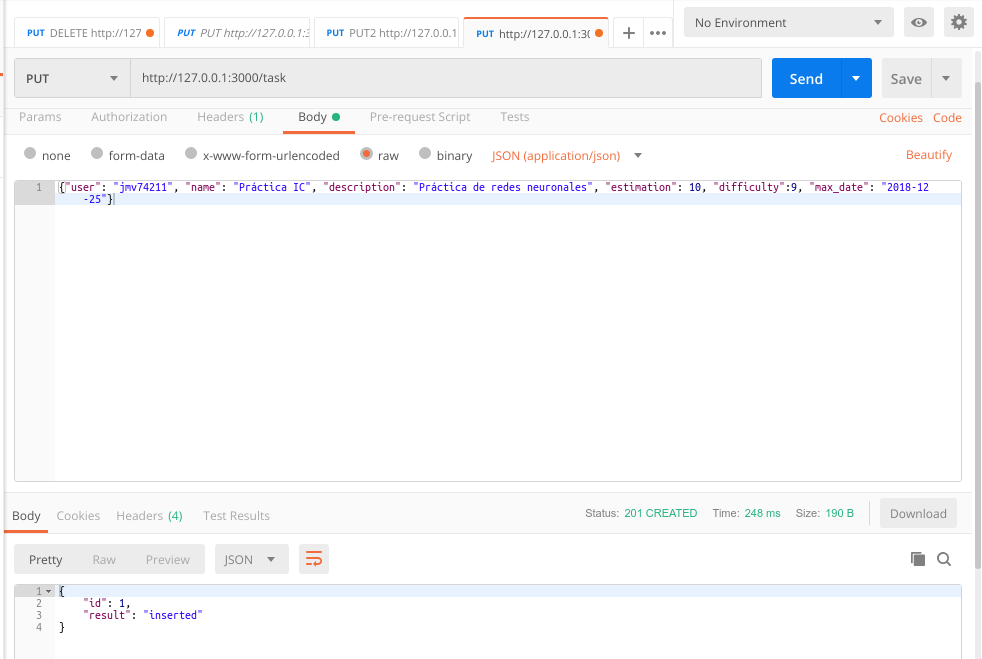 PUT DELETE http://127
PUT PUT http://127.0.0.1:3
PUT PUT2 http://127.0.0.1
PUT http://127.0.0.1:30
No Environment
PUT
http://127.0.0.1:3000/task
Send
Save
Params Authorization Headers (1) Body Pre-request Script Tests Cookies Code
none form-data x-www-form-urlencoded raw binary JSON (application/json) Beautify
1 {"user": "jmv74211", "name": "Práctica IC", "description": "Práctica de redes neuronales", "estimation": 10, "difficulty":9, "max_date": "2018-12
-25"}
Body Cookies Headers (4) Test Results Status: 201 CREATED Time: 248 ms Size: 190 B Download
Pretty Raw Preview JSON
1 {
2 "id": 1,
3 "result": "inserted"
4 }